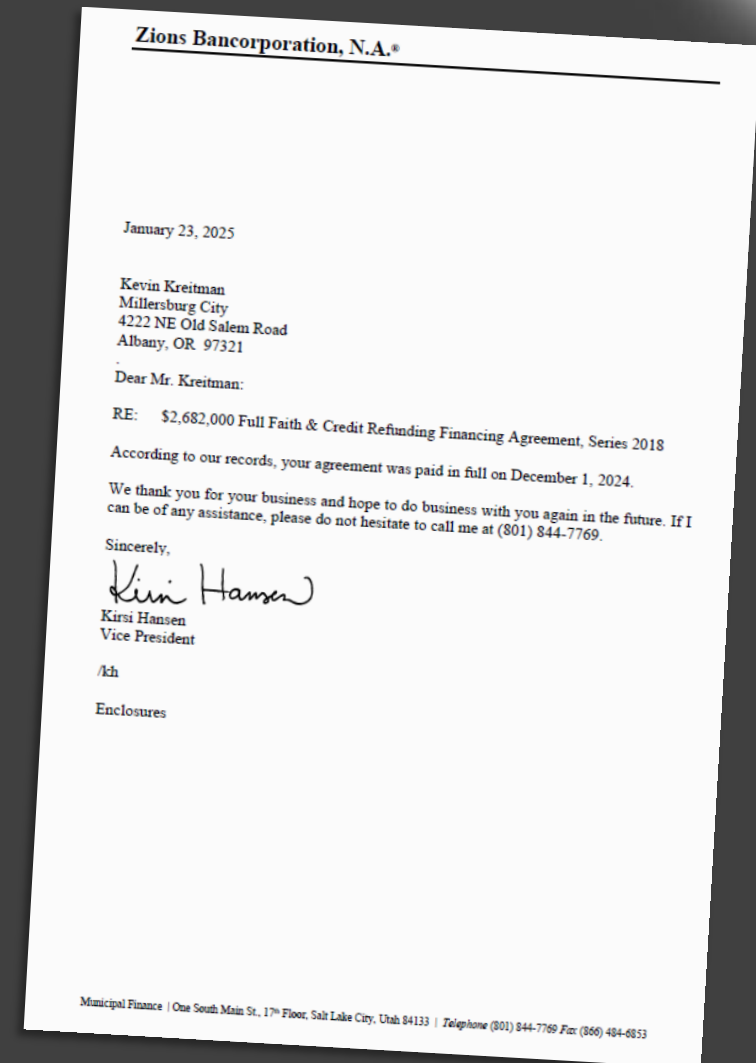 Zions Bancorporation, N.A.®
January 23, 2025
Kevin Kreitman
Millersburg City
4222 NE Old Salem Road
Albany, OR 97321
.
Dear Mr. Kreitman:
RE: $2,682,000 Full Faith & Credit Refunding Financing Agreement, Series 2018
According to our records, your agreement was paid in full on December 1, 2024.
We thank you for your business and hope to do business with you again in the future. If I
can be of any assistance, please do not hesitate to call me at (801) 844-7769.
Sincerely,
Kirsi Hansen
Kirsi Hansen
Vice President
/kh
Enclosures
Municipal Finance | One South Main St., 17th Floor, Salt Lake City, Utah 84133 | Telephone (801) 844-7769 Fax (866) 484-6853